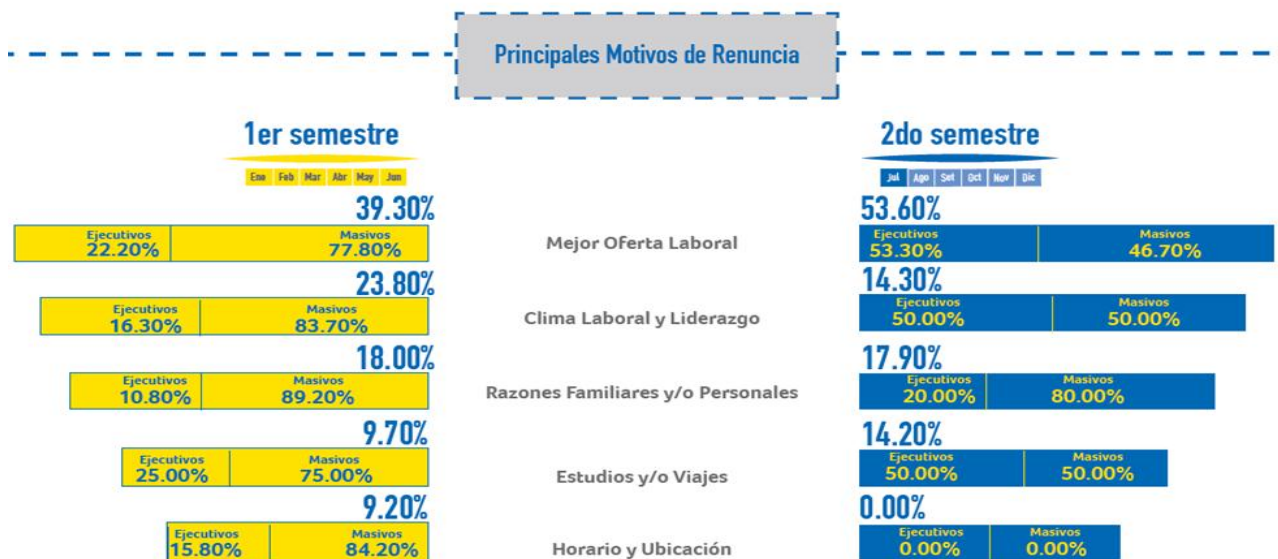 Principales Motivos de Renuncia
1er semestre
2do semestre
Ene Feb Mar Abr May Jun
Jul Ago Set Oct Nov Dic
39.30%
53.60%
Ejecutivos Masivos
22.20% 77.80%
Mejor Oferta Laboral
Ejecutivos Masivos
53.30% 46.70%
23.80%
14.30%
Ejecutivos Masivos
16.30% 83.70%
Clima Laboral y Liderazgo
Ejecutivos Masivos
50.00% 50.00%
18.00%
17.90%
Ejecutivos Masivos
10.80% 89.20%
Razones Familiares y/o Personales
Ejecutivos Masivos
20.00% 80.00%
9.70%
14.20%
Ejecutivos Masivos
25.00% 75.00%
Estudios y/o Viajes
Ejecutivos Masivos
50.00% 50.00%
9.20%
0.00%
Ejecutivos Masivos
15.80% 84.20%
Horario y Ubicación
Ejecutivos Masivos
0.00% 0.00%